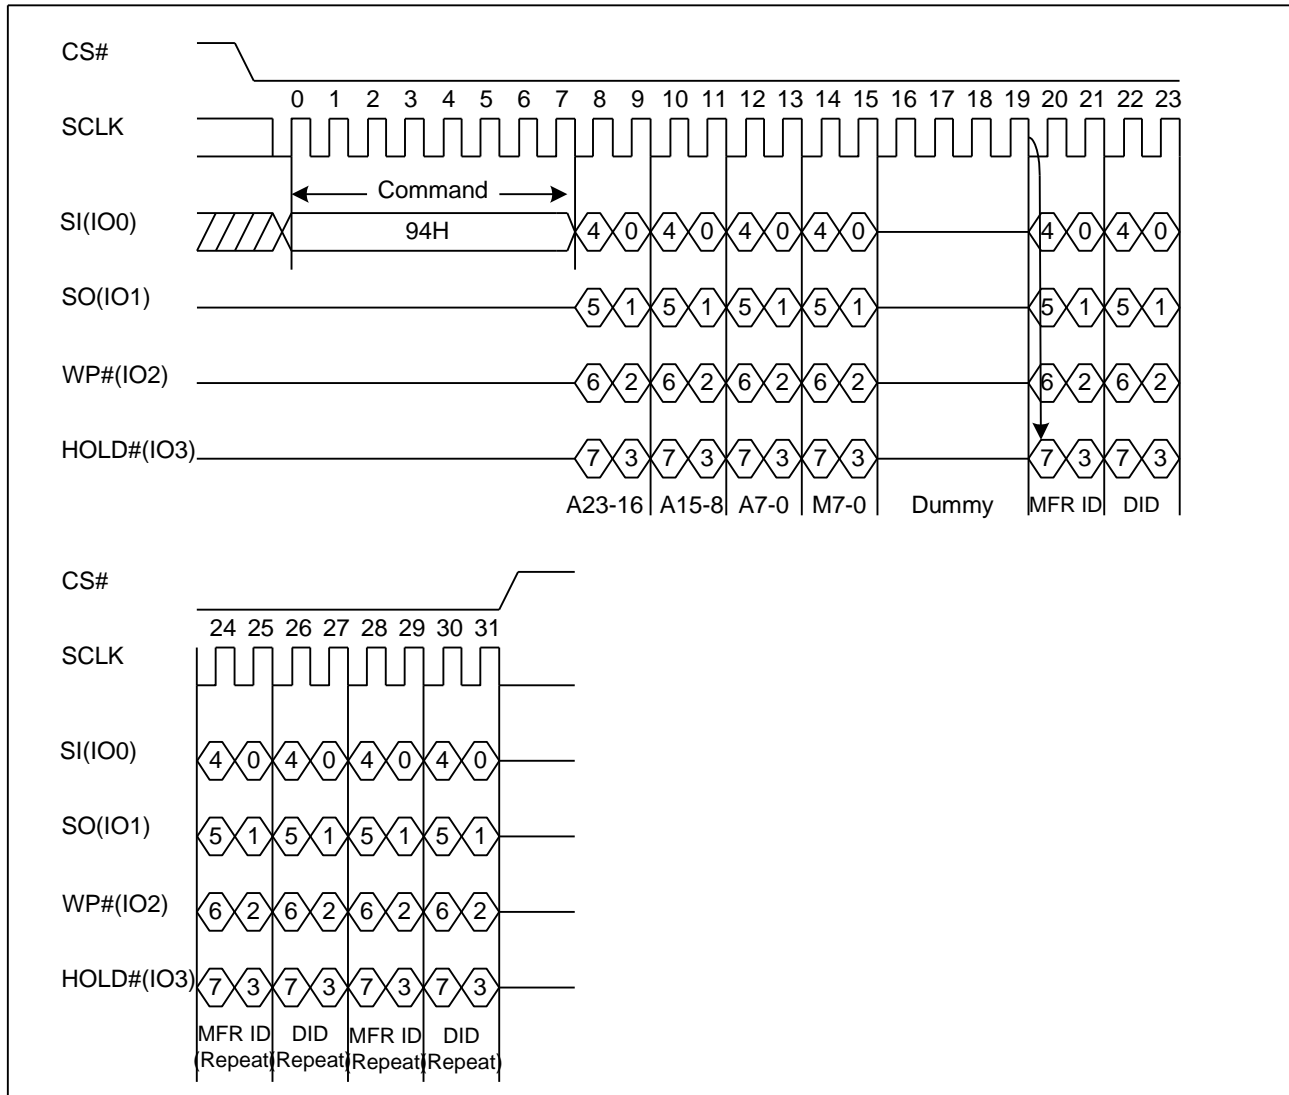 CS#
0 1 2 3 4 5 6 7 8 9 10 11 12 13 14 15 16 17 18 19 20 21 22 23
SCLK
Command
SI(IO0)
94H 4 0 4 0 4 0 4 0 4 0 4 0
SO(IO1)
5 1 5 1 5 1 5 1 5 1 5 1
WP#(IO2)
6 2 6 2 6 2 6 2 6 2 6 2
HOLD#(IO3)
7 3 7 3 7 3 7 3 7 3 7 3
A23-16 A15-8 A7-0 M7-0 Dummy MFR ID DID
CS#
24 25 26 27 28 29 30 31
SCLK
SI(IO0)
4 0 4 0 4 0 4 0
SO(IO1)
5 1 5 1 5 1 5 1
WP#(IO2)
6 2 6 2 6 2 6 2
HOLD#(IO3)
7 3 7 3 7 3 7 3
MFR ID DID MFR ID DID
(Repeat) (Repeat) (Repeat) (Repeat)